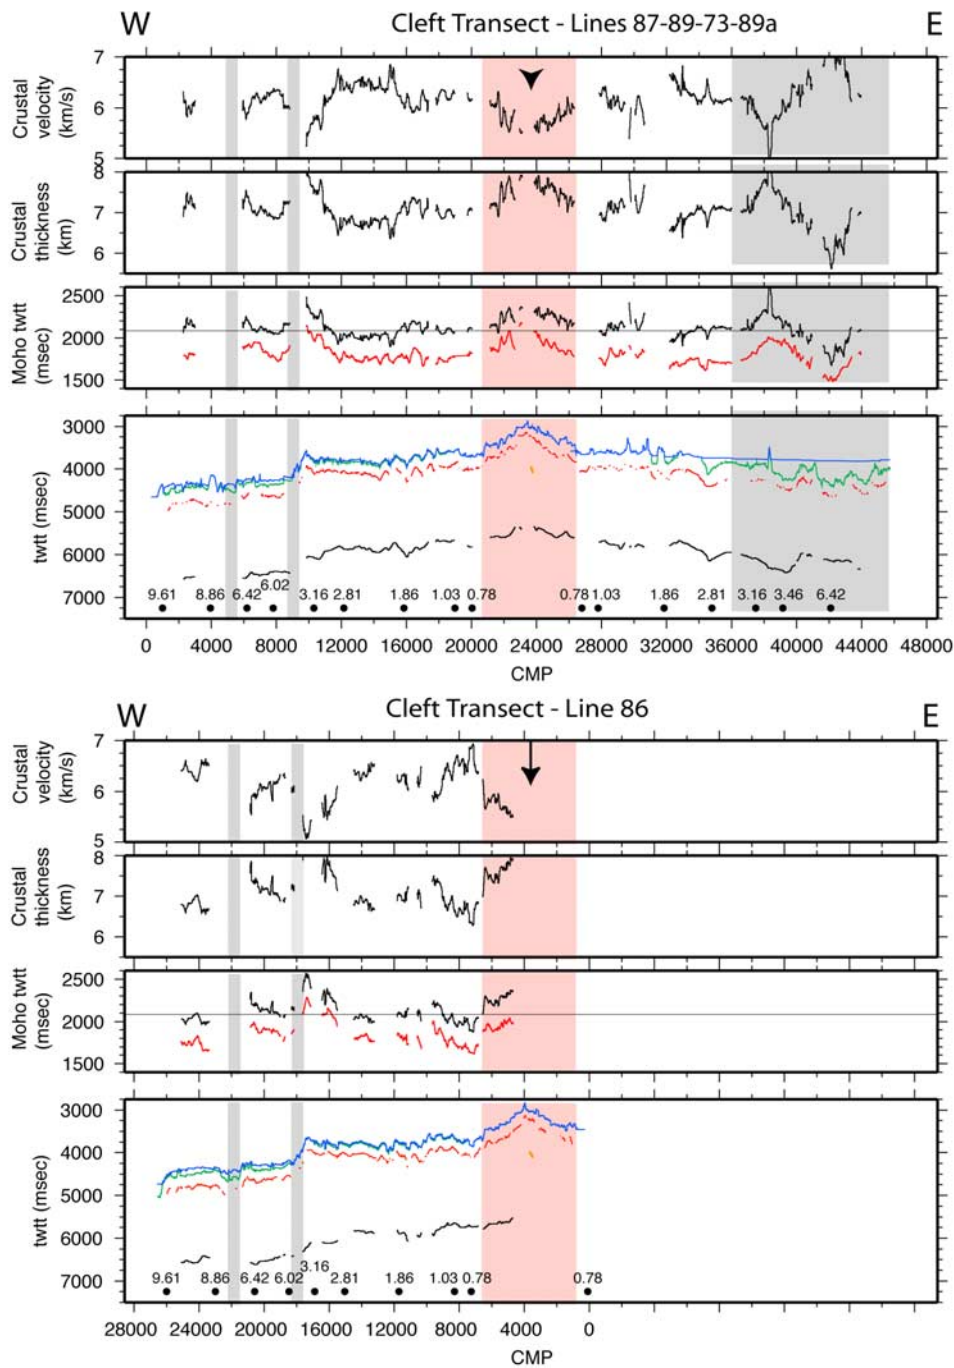 W Cleft Transect - Lines 87-89-73-89a E
Crustal velocity (km/s)
7
6
5
Crustal thickness (km)
8
7
6
Moho twtt (msec)
2500
2000
1500
twtt (msec)
3000
4000
5000
6000
7000
9.61 8.86 6.42 6.02 3.16 2.81 1.86 1.03 0.78 0.78 1.03 1.86 2.81 3.16 3.46 6.42
0 4000 8000 12000 16000 20000 24000 28000 32000 36000 40000 44000 48000
CMP
W Cleft Transect - Line 86 E
Crustal velocity (km/s)
7
6
5
Crustal thickness (km)
8
7
6
Moho twtt (msec)
2500
2000
1500
twtt (msec)
3000
4000
5000
6000
7000
9.61 8.86 6.42 6.02 3.16 2.81 1.86 1.03 0.78 0.78
28000 24000 20000 16000 12000 8000 4000 0
CMP